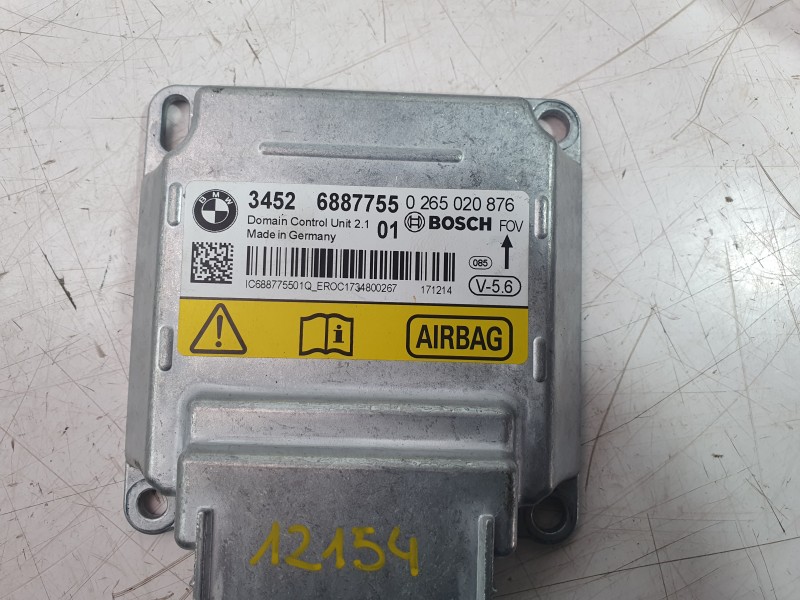 BMW
3452 6887755 0 265 020 876
Domain Control Unit 2.1 01 BOSCH FOV
Made in Germany
085
V-5.6
IC688775501Q_EROC1734800267 171214
i AIRBAG
12154